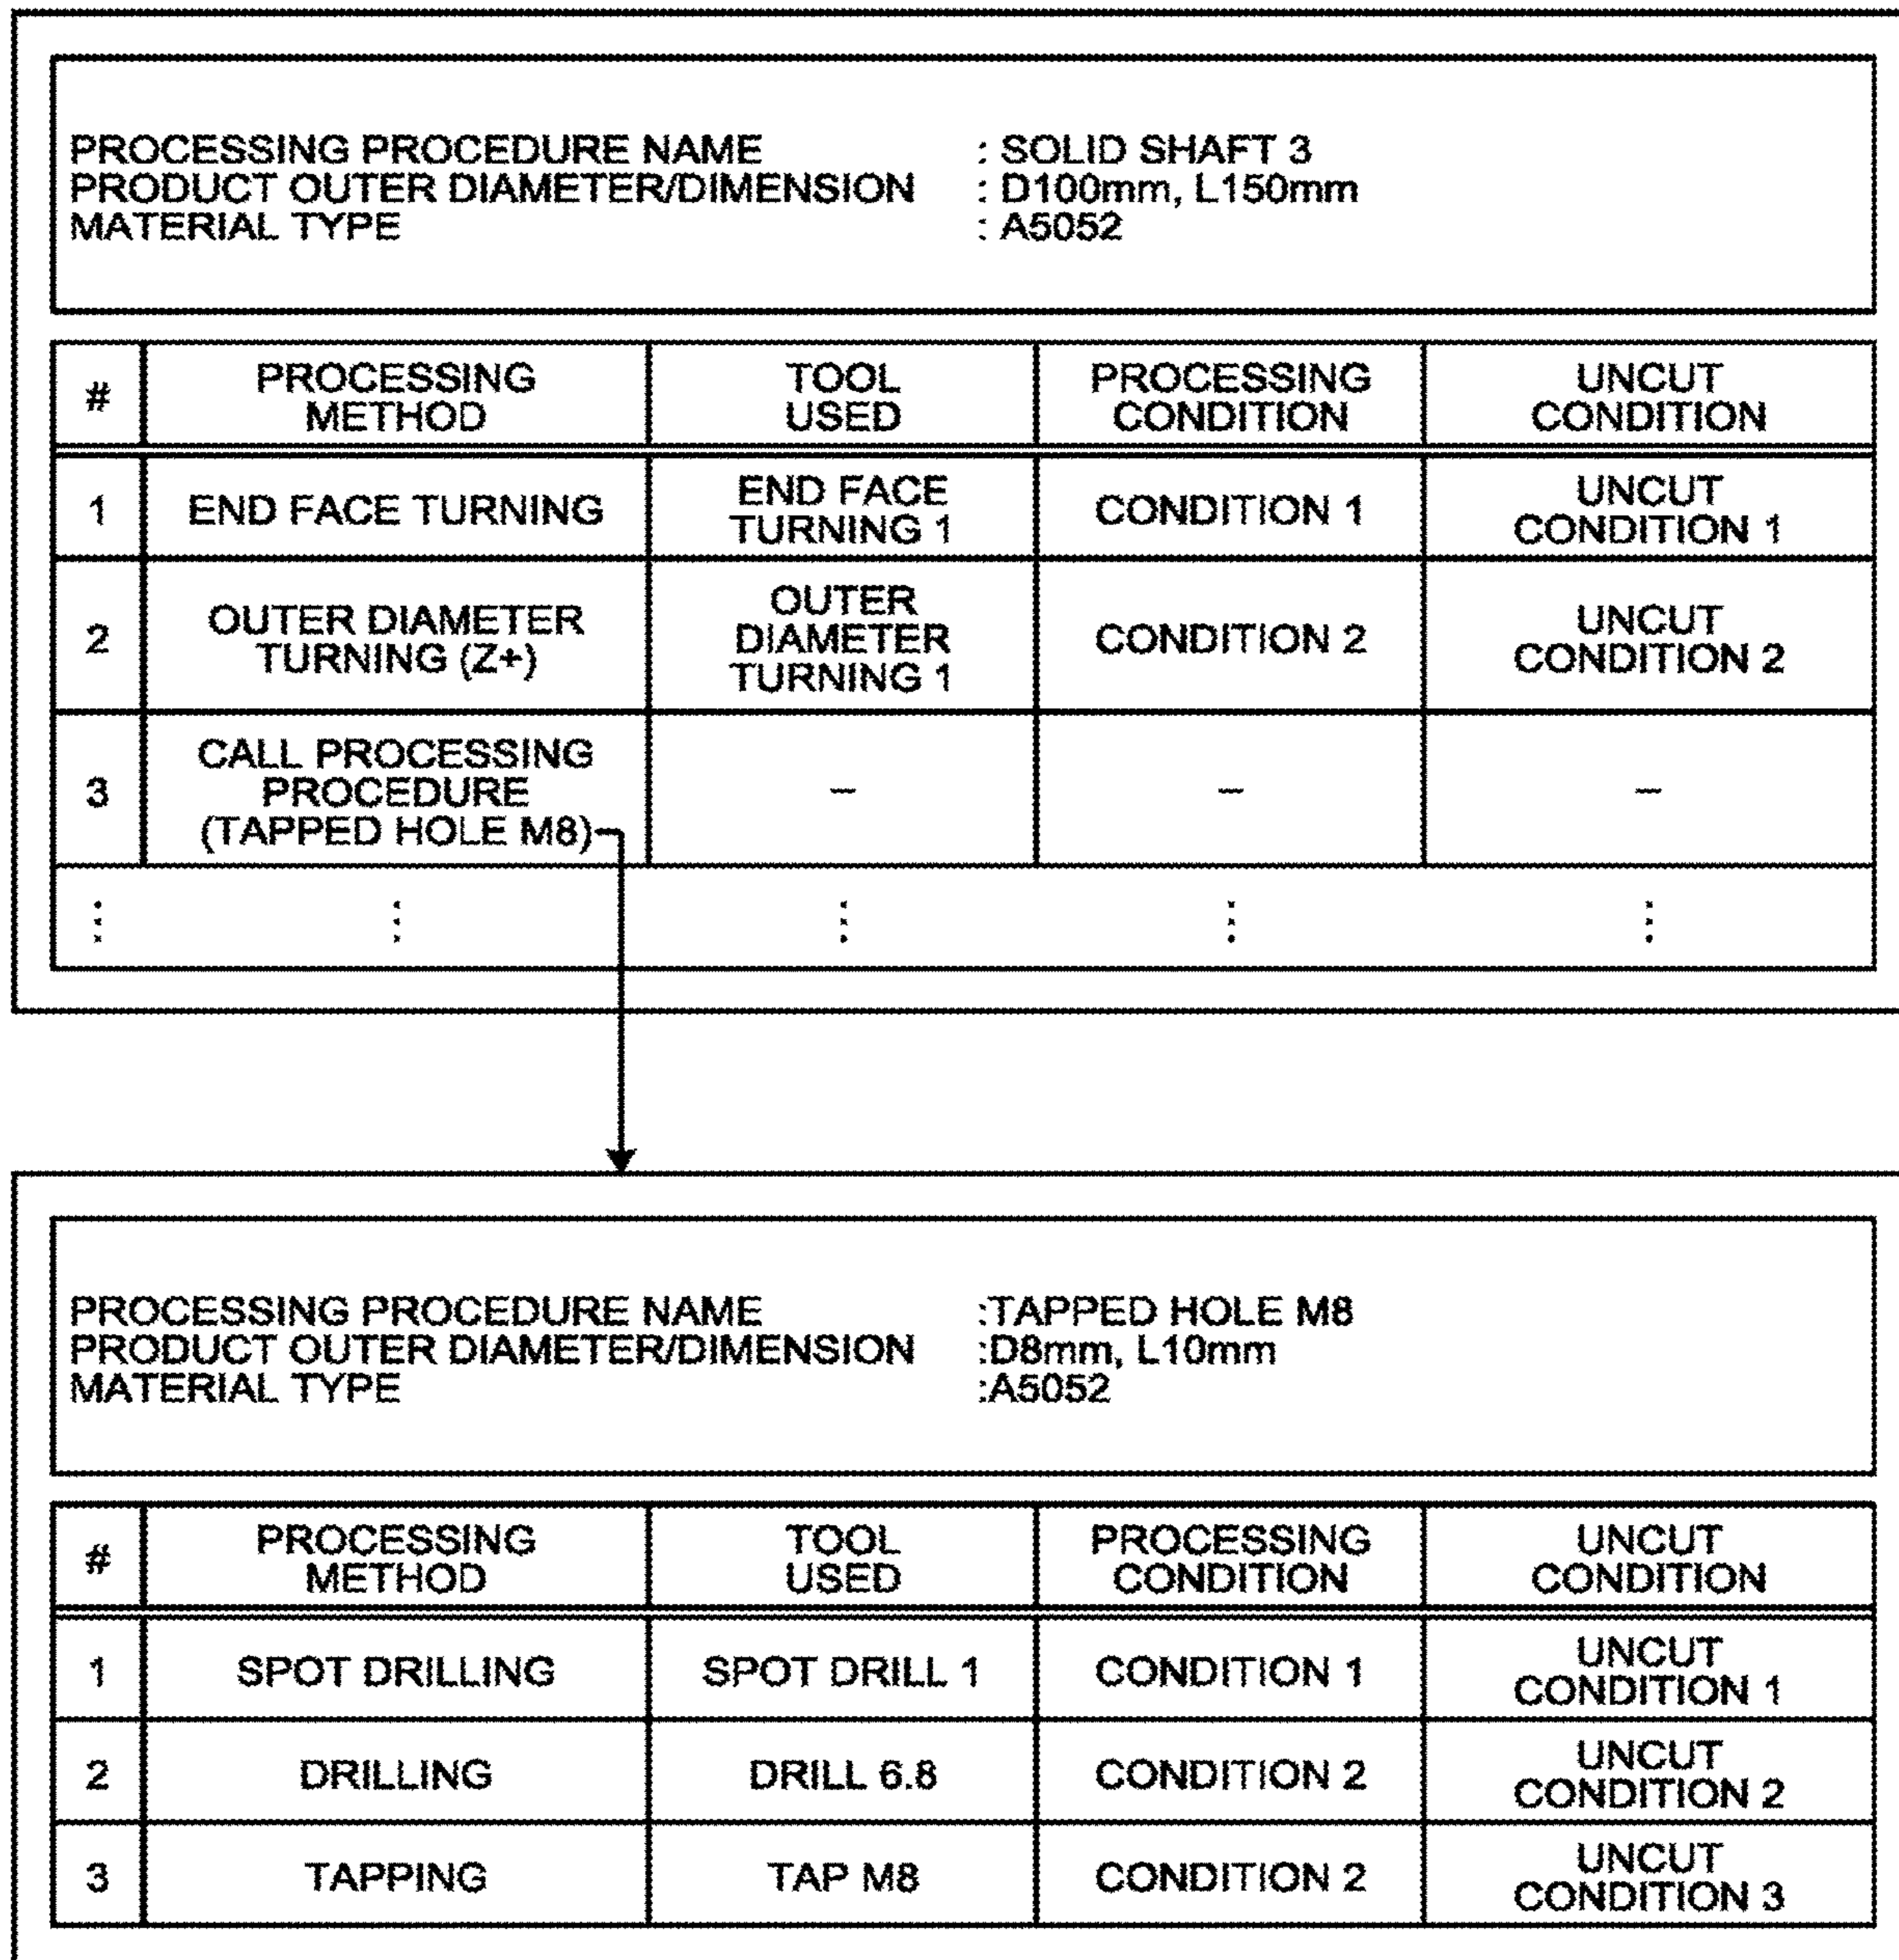 PROCESSING PROCEDURE NAME : SOLID SHAFT 3
PRODUCT OUTER DIAMETER/DIMENSION : D100mm, L150mm
MATERIAL TYPE : A5052
# PROCESSING METHOD TOOL USED PROCESSING CONDITION UNCUT CONDITION
1 END FACE TURNING END FACE TURNING 1 CONDITION 1 UNCUT CONDITION 1
2 OUTER DIAMETER TURNING (Z+) OUTER DIAMETER TURNING 1 CONDITION 2 UNCUT CONDITION 2
3 CALL PROCESSING PROCEDURE (TAPPED HOLE M8) – – –
⋮ ⋮ ⋮ ⋮ ⋮
PROCESSING PROCEDURE NAME :TAPPED HOLE M8
PRODUCT OUTER DIAMETER/DIMENSION :D8mm, L10mm
MATERIAL TYPE :A5052
# PROCESSING METHOD TOOL USED PROCESSING CONDITION UNCUT CONDITION
1 SPOT DRILLING SPOT DRILL 1 CONDITION 1 UNCUT CONDITION 1
2 DRILLING DRILL 6.8 CONDITION 2 UNCUT CONDITION 2
3 TAPPING TAP M8 CONDITION 2 UNCUT CONDITION 3